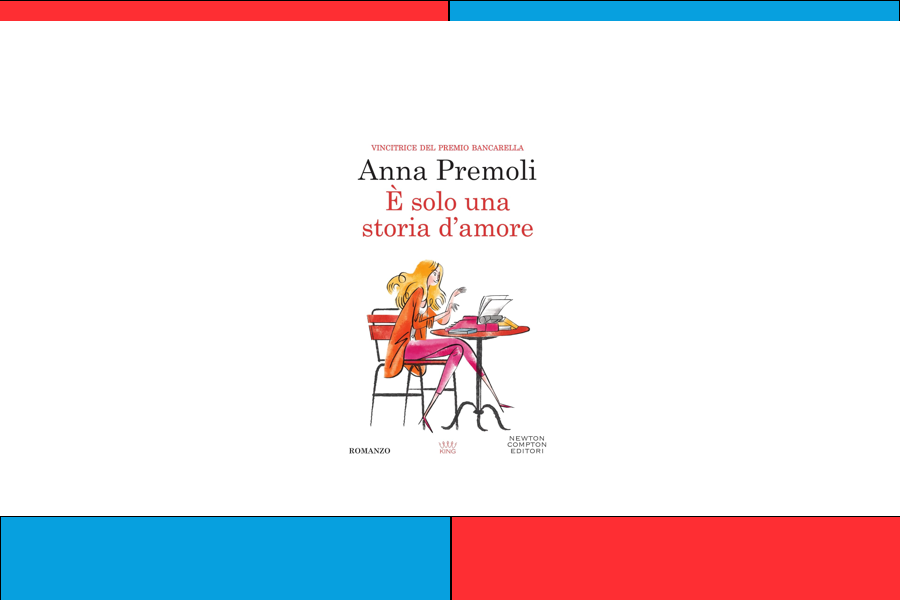 VINCITRICE DEL PREMIO BANCARELLA
Anna Premoli
È solo una
storia d'amore
ROMANZO
KING
NEWTON
COMPTON
EDITORI